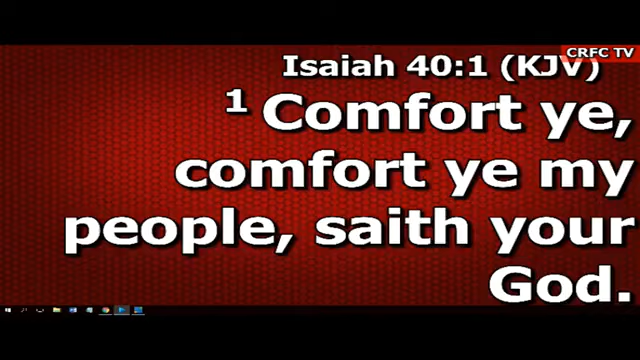 CRFC TV
Isaiah 40:1 (KJV)
1 Comfort ye,
comfort ye my
people, saith your
God.